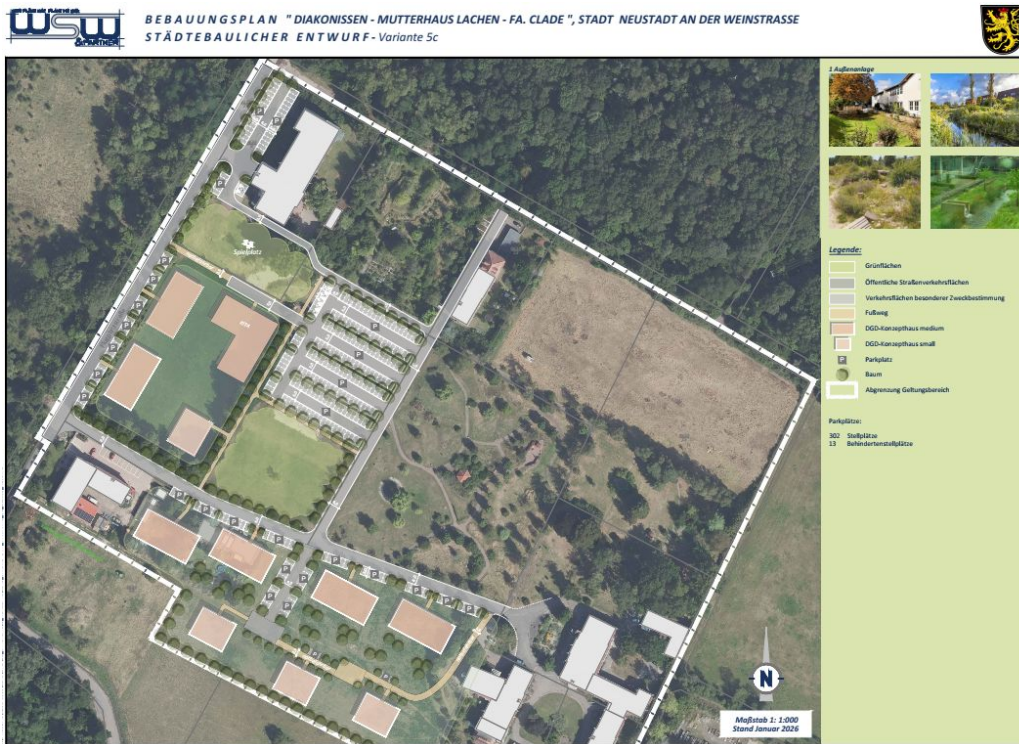 WSW
& PARTNER
BEBAUUNGSPLAN "DIAKONISSEN - MUTTERHAUS LACHEN - FA. CLADE", STADT NEUSTADT AN DER WEINSTRASSE
STÄDTEBAULICHER ENTWURF - Variante 5c
1 Außenanlage
Spielplatz
Legende:
Grünflächen
Öffentliche Straßenverkehrsflächen
Verkehrsflächen besonderer Zweckbestimmung
Fußweg
DGD-Konzepthaus medium
DGD-Konzepthaus small
P Parkplatz
Baum
Abgrenzung Geltungsbereich
Parkplätze:
302 Stellplätze
13 Behindertenstellplätze
N
Maßstab 1: 1:000
Stand Januar 2026